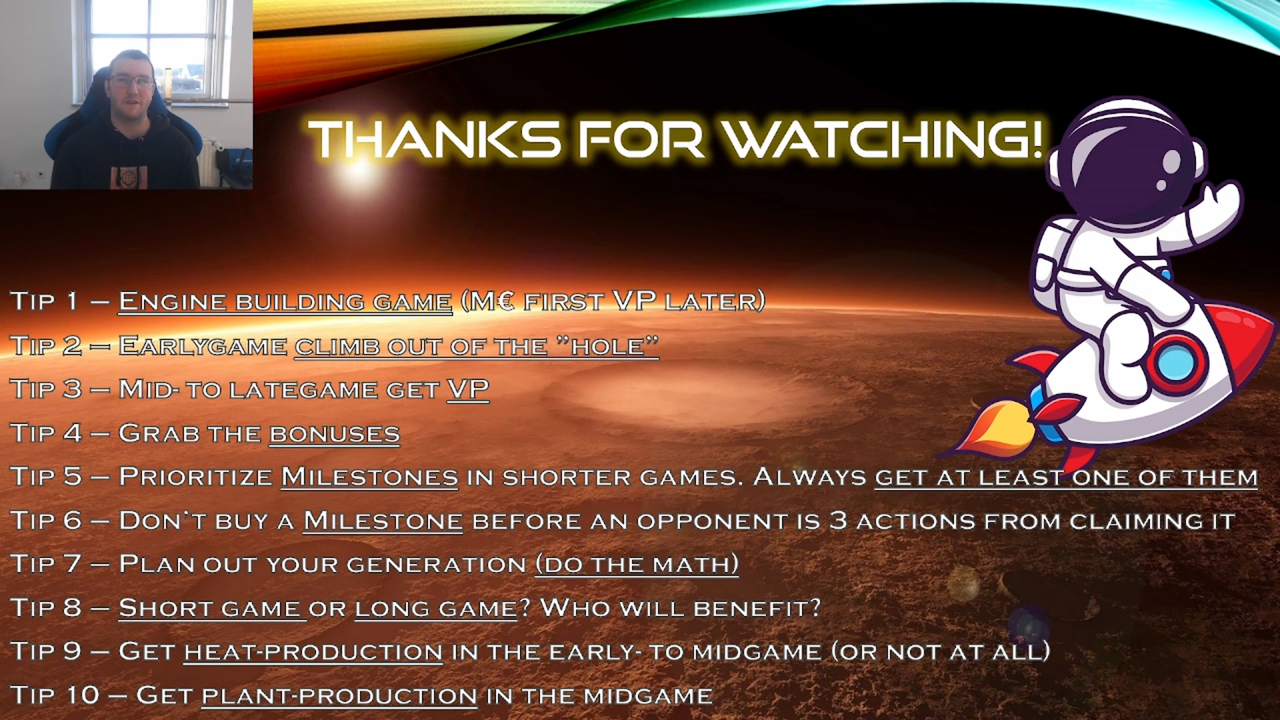 THANKS FOR WATCHING!
Tip 1 – Engine building game (M€ first VP later)
Tip 2 – Earlygame climb out of the "hole"
Tip 3 – Mid- to lategame get VP
Tip 4 – Grab the bonuses
Tip 5 – Prioritize Milestones in shorter games. Always get at least one of them
Tip 6 – Don't buy a Milestone before an opponent is 3 actions from claiming it
Tip 7 – Plan out your generation (do the math)
Tip 8 – Short game or long game? Who will benefit?
Tip 9 – Get heat-production in the early- to midgame (or not at all)
Tip 10 – Get plant-production in the midgame